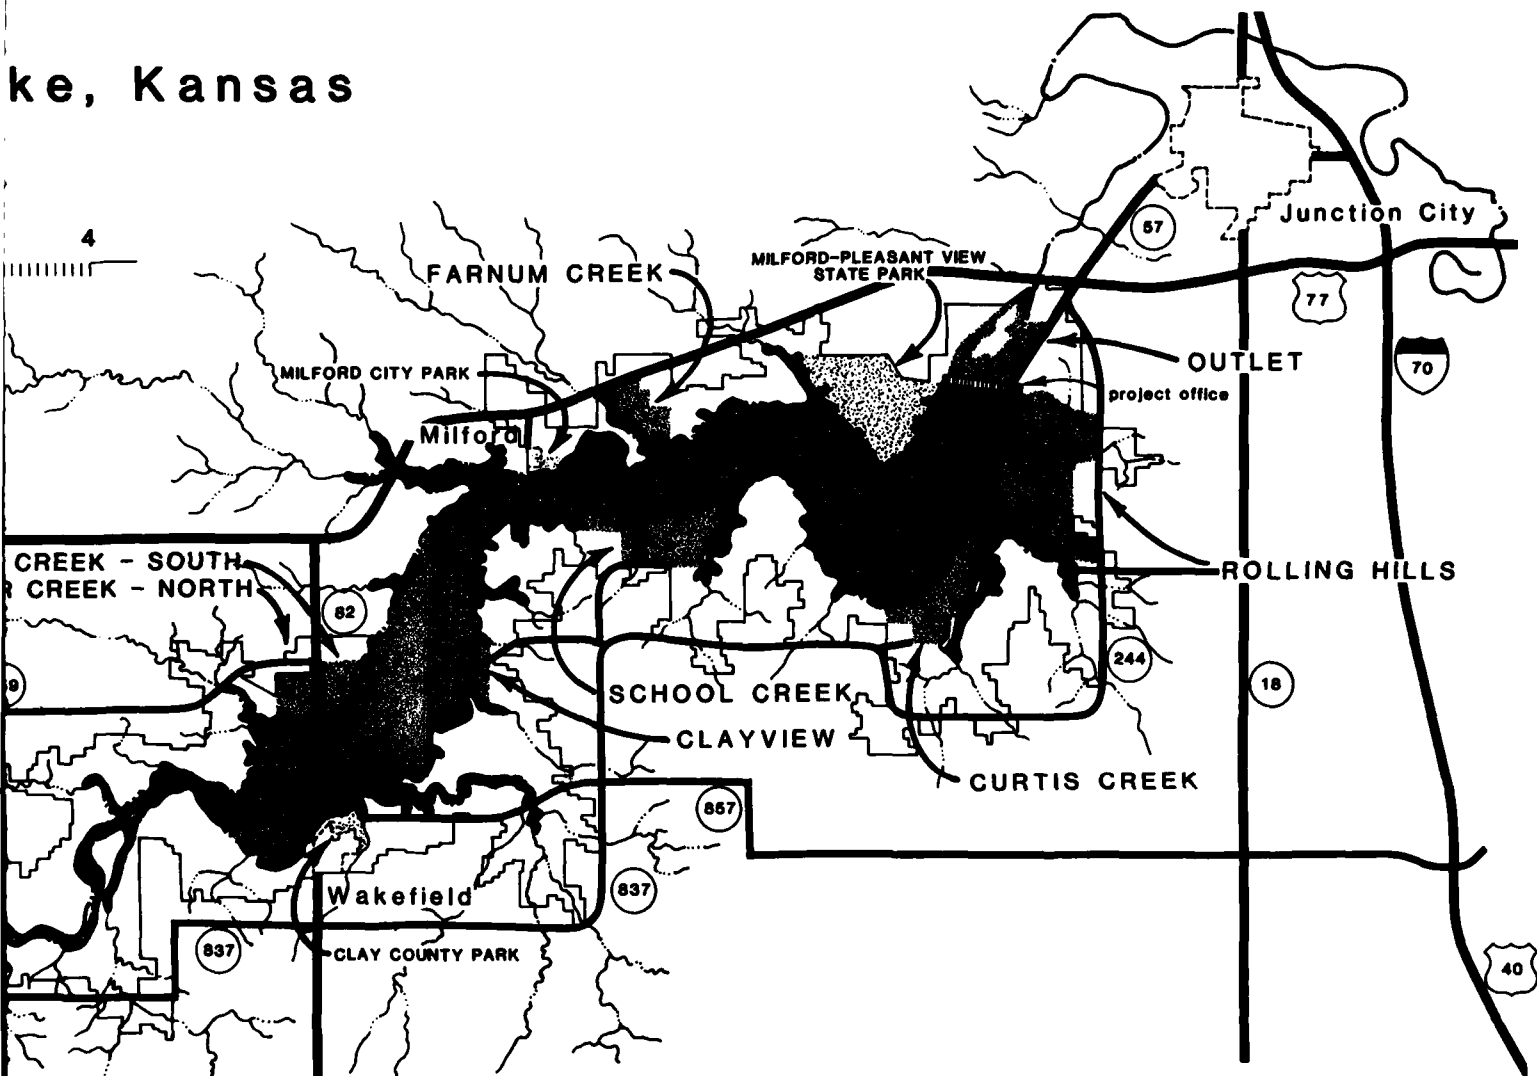 ke, Kansas
4
FARNUM CREEK
MILFORD-PLEASANT VIEW
STATE PARK
57
Junction City
77
MILFORD CITY PARK
OUTLET
70
project office
Milford
CREEK - SOUTH
R CREEK - NORTH
82
ROLLING HILLS
9
244
18
SCHOOL CREEK
CLAYVIEW
CURTIS CREEK
857
Wakefield
837
837
CLAY COUNTY PARK
40